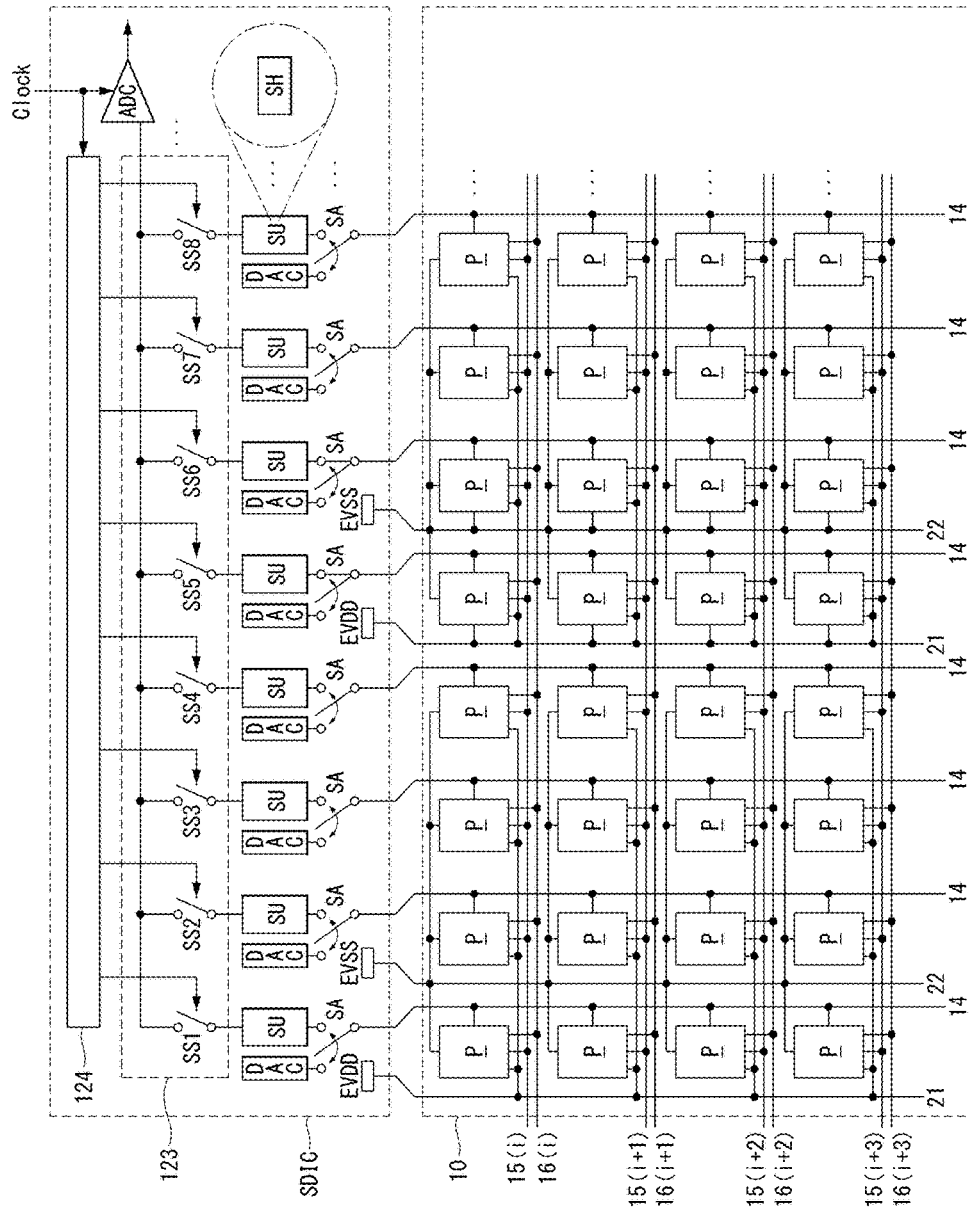 Clock
124
ADC
123
SS1 SS2 SS3 SS4 SS5 SS6 SS7 SS8 ....
SH
SDIC
DAC SU DAC SU DAC SU DAC SU DAC SU DAC SU DAC SU DAC SU ....
SA SA SA SA SA SA SA SA ....
EVDD EVSS EVDD EVSS
10
P P P P P P P P ....
15(i)
16(i)
P P P P P P P P ....
15(i+1)
16(i+1)
P P P P P P P P ....
15(i+2)
16(i+2)
P P P P P P P P ....
15(i+3)
16(i+3)
21 14 22 14 14 14 21 14 22 14 14 14